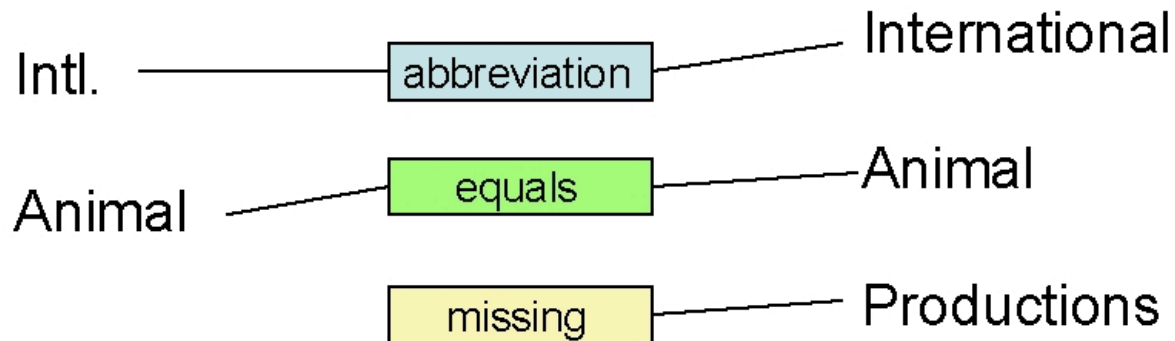 Intl. abbreviation International
Animal equals Animal
missing Productions